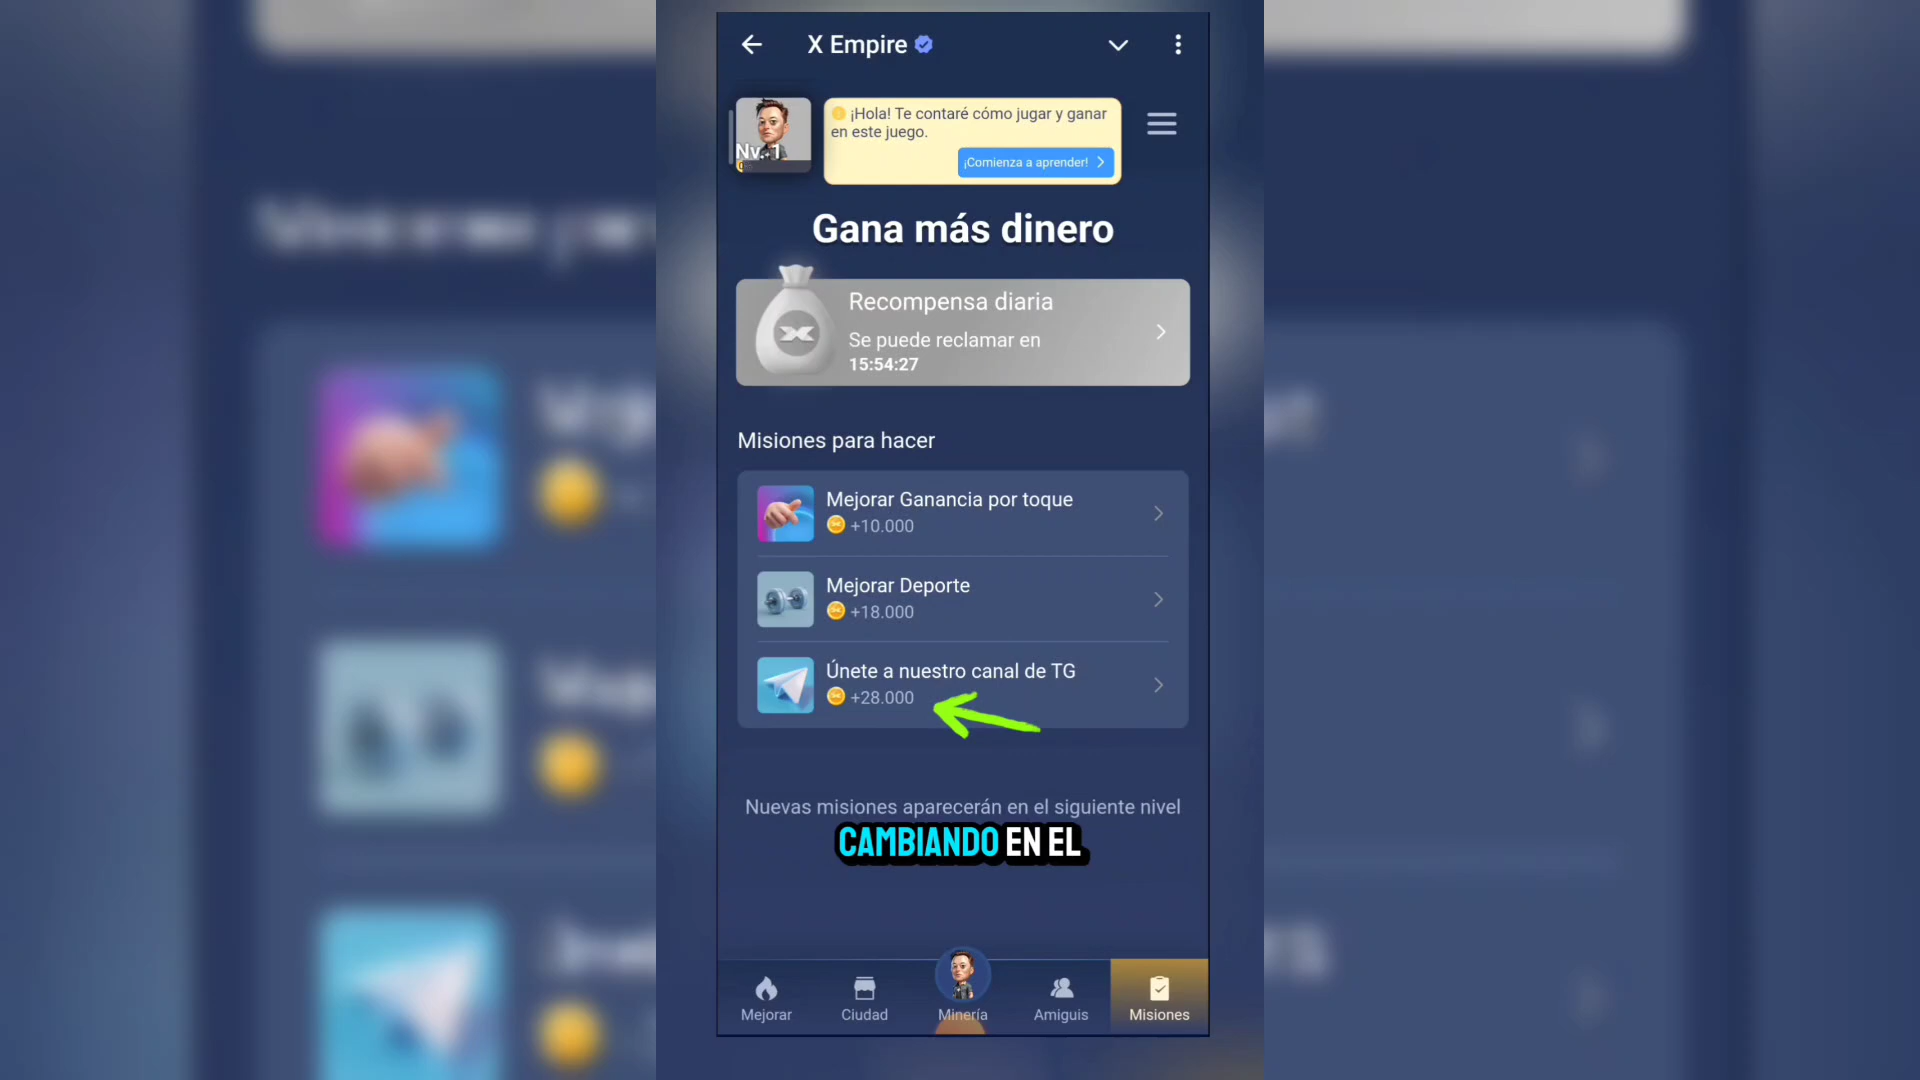 X Empire
Nv. 1
¡Hola! Te contaré cómo jugar y ganar
en este juego.
¡Comienza a aprender!
Gana más dinero
Recompensa diaria
Se puede reclamar en
15:54:27
Misiones para hacer
Mejorar Ganancia por toque
+10.000
Mejorar Deporte
+18.000
Únete a nuestro canal de TG
+28.000
Nuevas misiones aparecerán en el siguiente nivel
CAMBIANDO EN EL
Mejorar
Ciudad
Minería
Amiguis
Misiones